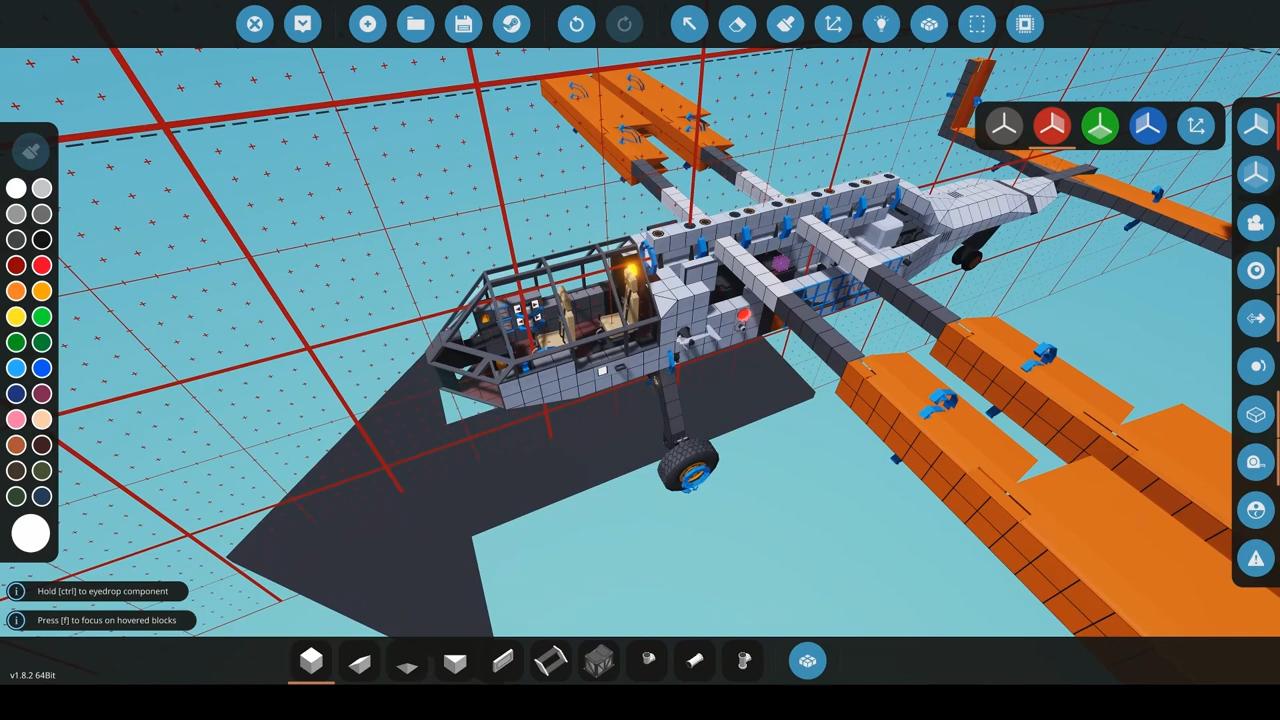 Hold [ctrl] to eyedrop component
Press [f] to focus on hovered blocks
v1.8.2 64Bit